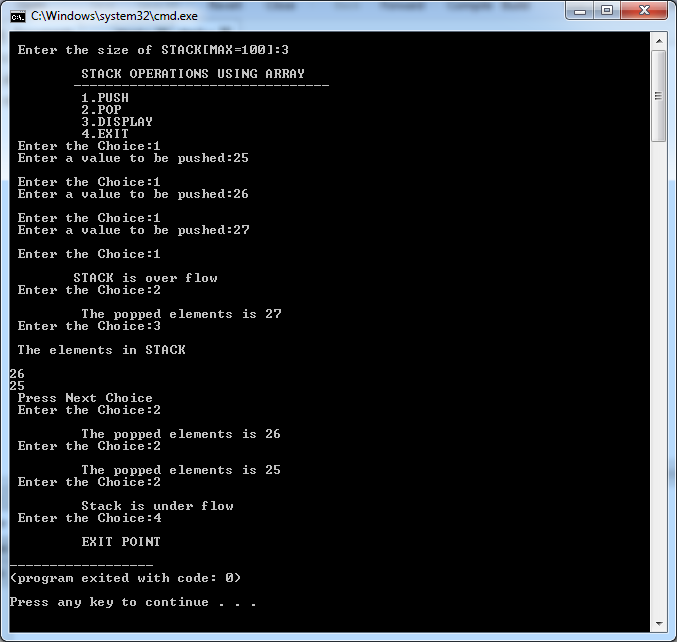 C:\Windows\system32\cmd.exe
Enter the size of STACK[MAX=100]:3
STACK OPERATIONS USING ARRAY
--------------------------------
1.PUSH
2.POP
3.DISPLAY
4.EXIT
Enter the Choice:1
Enter a value to be pushed:25
Enter the Choice:1
Enter a value to be pushed:26
Enter the Choice:1
Enter a value to be pushed:27
Enter the Choice:1
STACK is over flow
Enter the Choice:2
The popped elements is 27
Enter the Choice:3
The elements in STACK
26
25
Press Next Choice
Enter the Choice:2
The popped elements is 26
Enter the Choice:2
The popped elements is 25
Enter the Choice:2
Stack is under flow
Enter the Choice:4
EXIT POINT
------------------
(program exited with code: 0)
Press any key to continue . . .